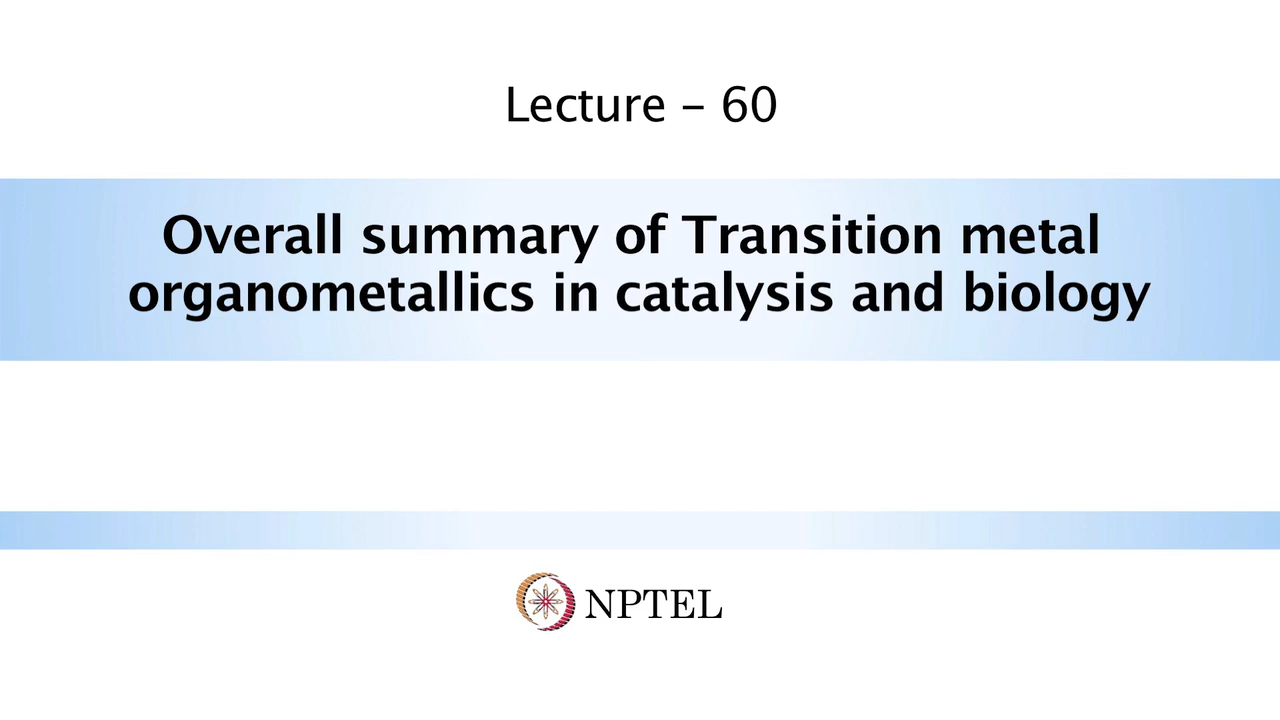 Lecture – 60
Overall summary of Transition metal
organometallics in catalysis and biology
NPTEL